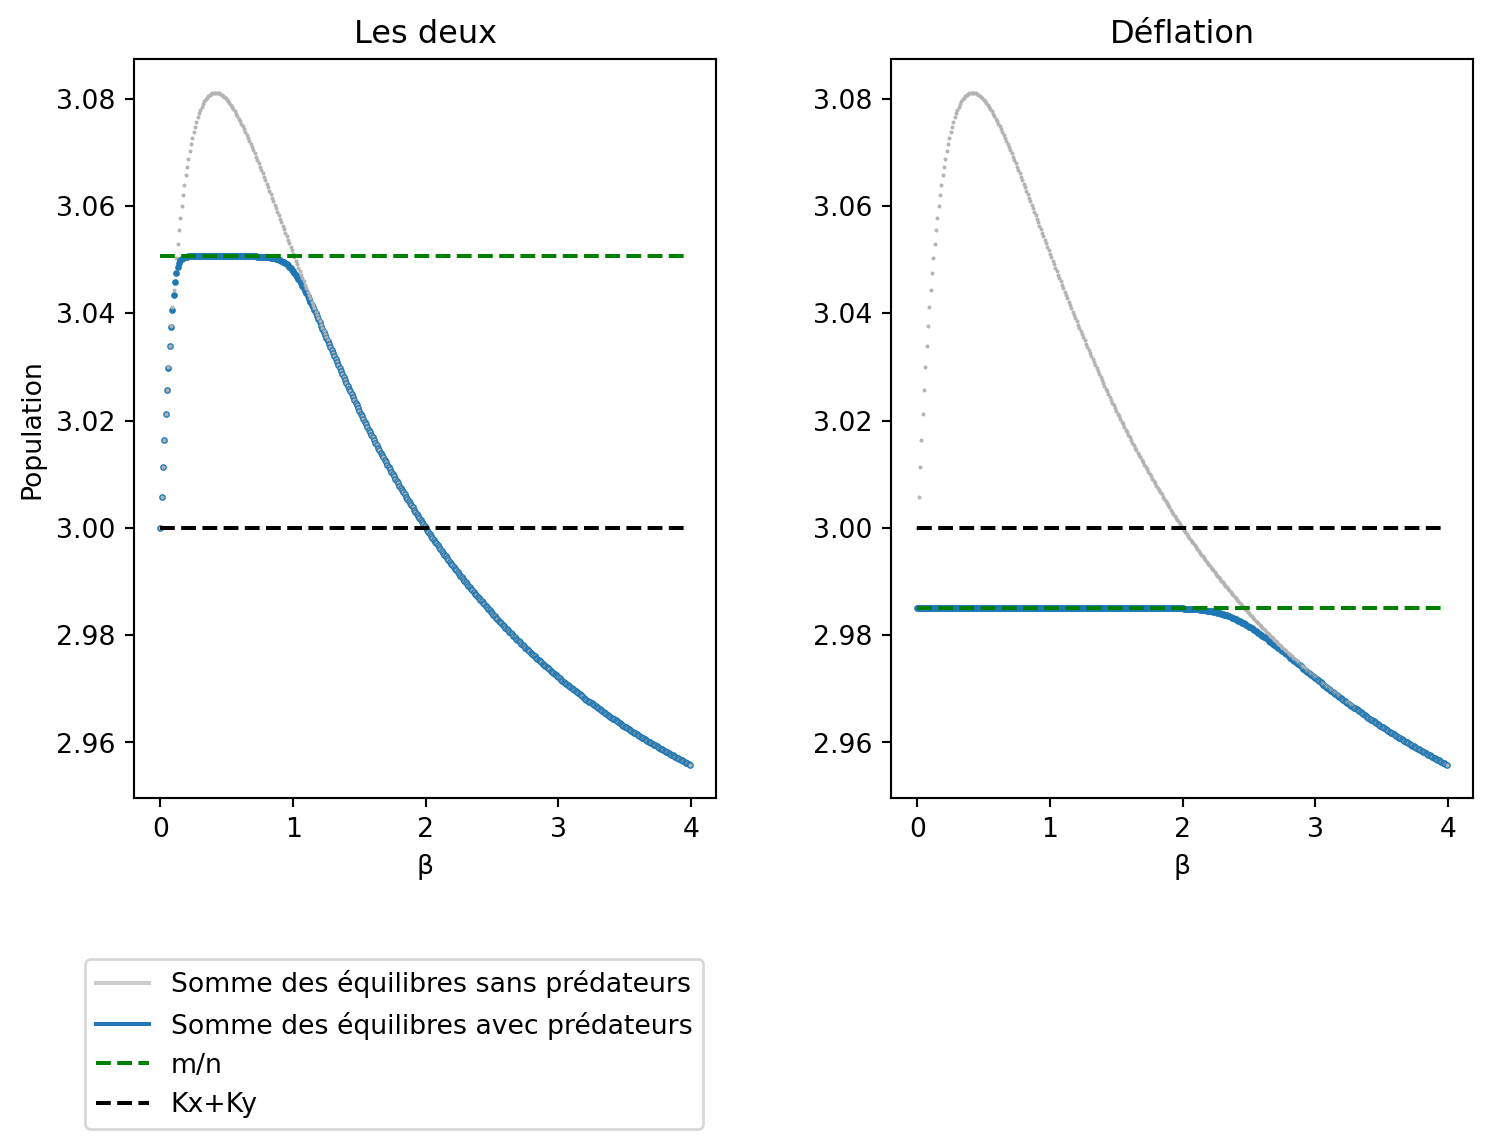 Les deux
Déflation
3.08
3.06
3.04
3.02
3.00
2.98
2.96
Population
0 1 2 3 4
β
3.08
3.06
3.04
3.02
3.00
2.98
2.96
0 1 2 3 4
β
Somme des équilibres sans prédateurs
Somme des équilibres avec prédateurs
m/n
Kx+Ky